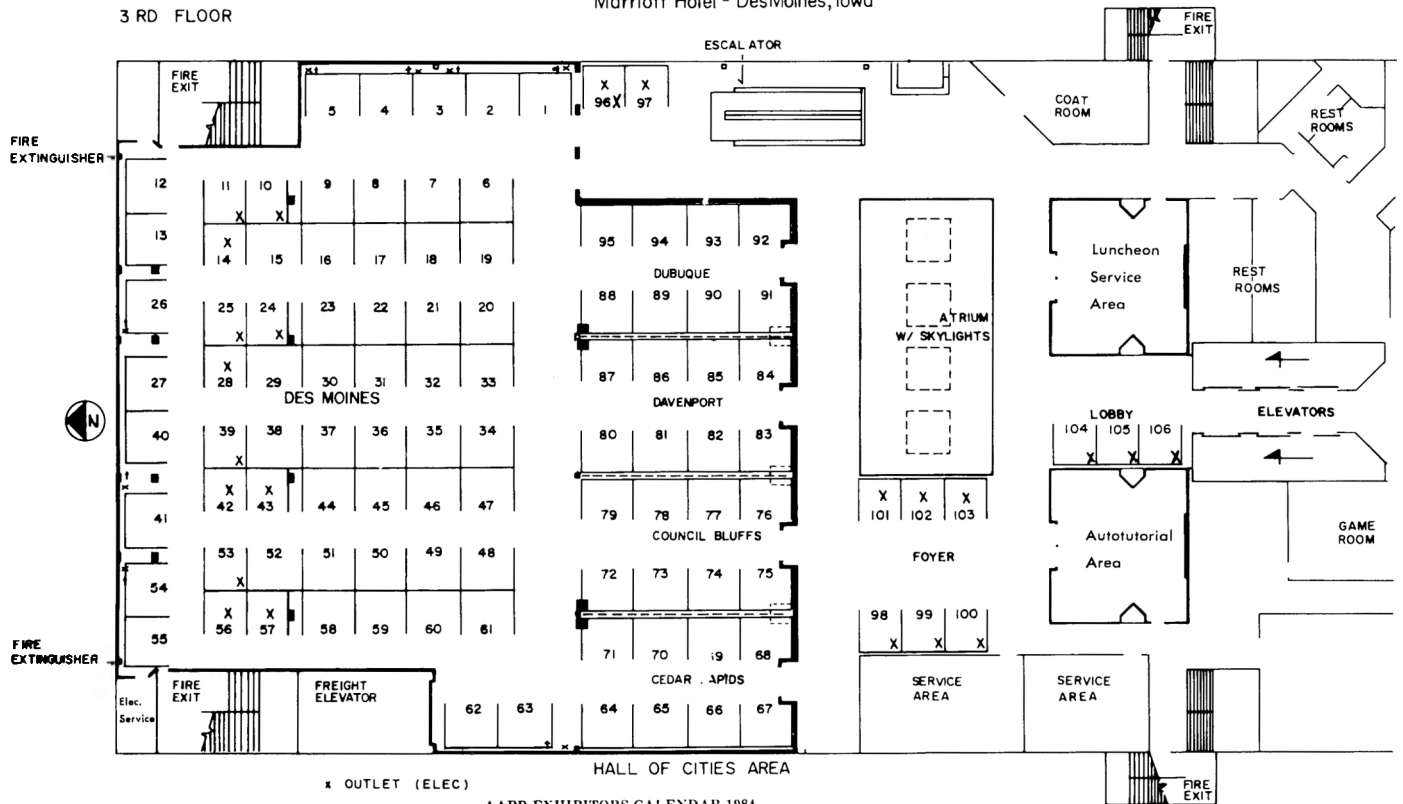 Marriott Hotel - DesMoines, Iowa
3 RD FLOOR
ESCALATOR
FIRE EXIT
FIRE EXIT
FIRE EXTINGUISHER
5 4 3 2 1
X 96 X X 97
COAT ROOM
REST ROOMS
12 11 10 9 8 7 6
X X
13
X
14 15 16 17 18 19
95 94 93 92
DUBUQUE
Luncheon Service Area
REST ROOMS
26 25 24 23 22 21 20
X X
88 89 90 91
ATRIUM W/ SKYLIGHTS
27
X
28 29 30 31 32 33
87 86 85 84
DES MOINES
DAVENPORT
N
LOBBY
ELEVATORS
40 39 38 37 36 35 34
X
80 81 82 83
104 105 106
X X X
X X
41 42 43 44 45 46 47
79 78 77 76
X X X
101 102 103
COUNCIL BLUFFS
FOYER
Autotutorial Area
GAME ROOM
53 52 51 50 49 48
X
54
72 73 74 75
X X
55 56 57 58 59 60 61
98 99 100
X X X
71 70 69 68
FIRE EXTINGUISHER
CEDAR APIDS
Elec. Service
FIRE EXIT
FREIGHT ELEVATOR
SERVICE AREA
SERVICE AREA
62 63 64 65 66 67
HALL OF CITIES AREA
x OUTLET (ELEC)
FIRE EXIT